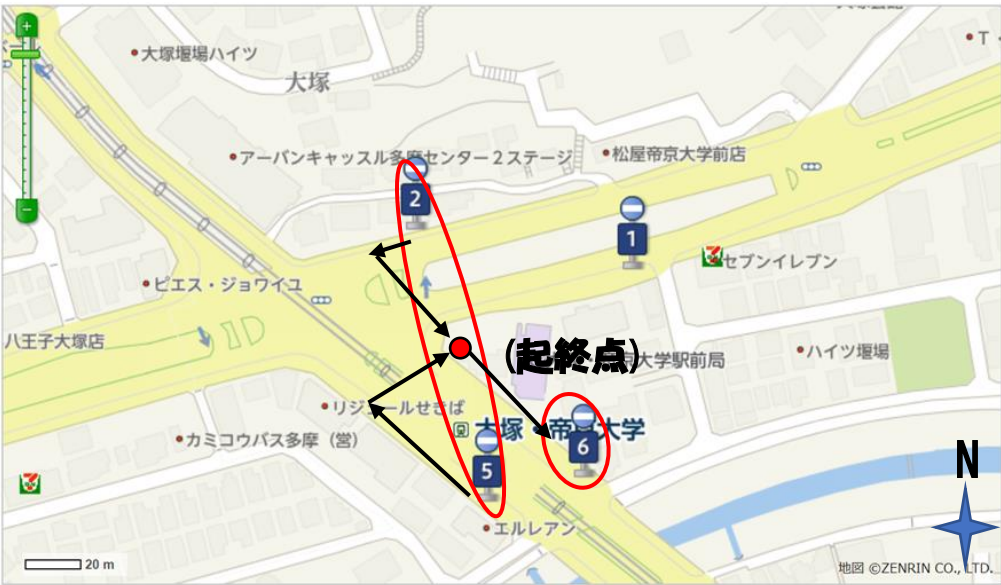 大塚堰場ハイツ
大塚
T
アーバンキャッスル多摩センター2ステージ
松屋帝京大学前店
2
1
セブンイレブン
ピエス・ジョワイユ
八王子大塚店
(起終点)
大学駅前局
ハイツ堰場
リジェールせきば
大塚・帝京大学
カミコウバス多摩(営)
6
5
N
エルレアン
20 m
地図 ©ZENRIN CO., LTD.